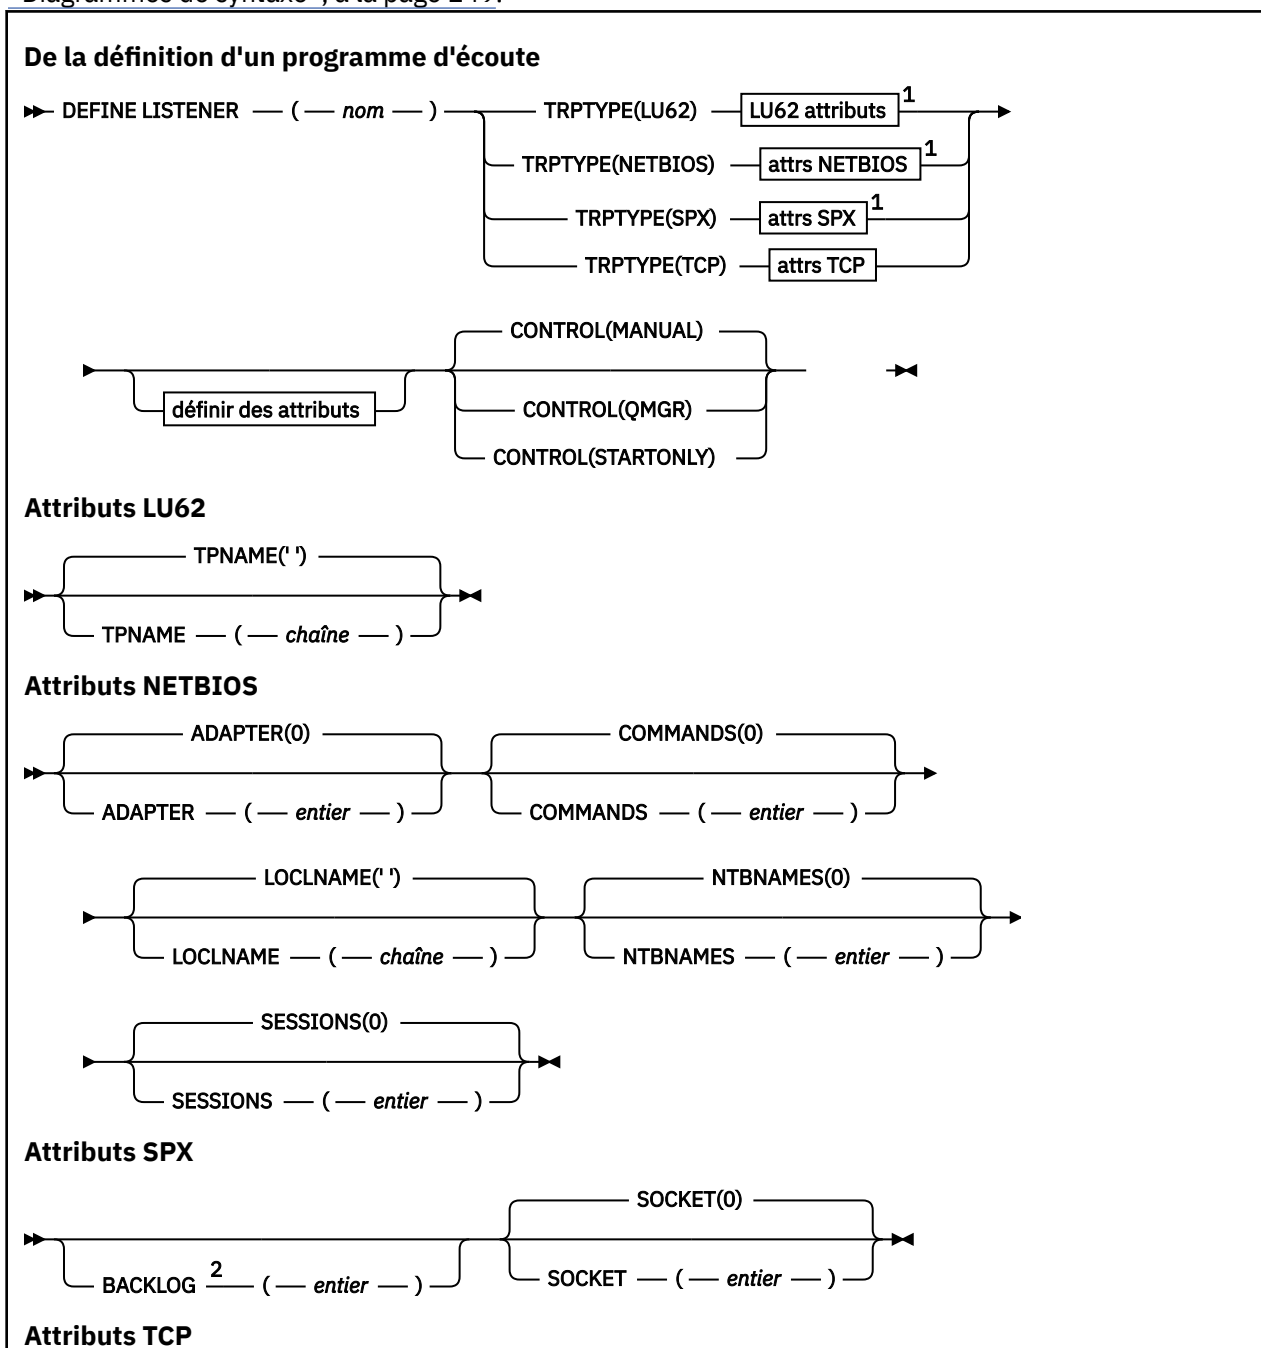 "Diagrammes de syntaxe", à la page 249.
De la définition d'un programme d'écoute
DEFINE LISTENER ( nom ) TRPTYPE(LU62) LU62 attributs 1
TRPTYPE(NETBIOS) attrs NETBIOS 1
TRPTYPE(SPX) attrs SPX 1
TRPTYPE(TCP) attrs TCP
CONTROL(MANUAL)
définir des attributs CONTROL(QMGR)
CONTROL(STARTONLY)
Attributs LU62
TPNAME(' ')
TPNAME ( chaîne )
Attributs NETBIOS
ADAPTER(0) COMMANDS(0)
ADAPTER ( entier ) COMMANDS ( entier )
LOCLNAME(' ') NTBNAMES(0)
LOCLNAME ( chaîne ) NTBNAMES ( entier )
SESSIONS(0)
SESSIONS ( entier )
Attributs SPX
SOCKET(0)
BACKLOG 2 ( entier ) SOCKET ( entier )
Attributs TCP